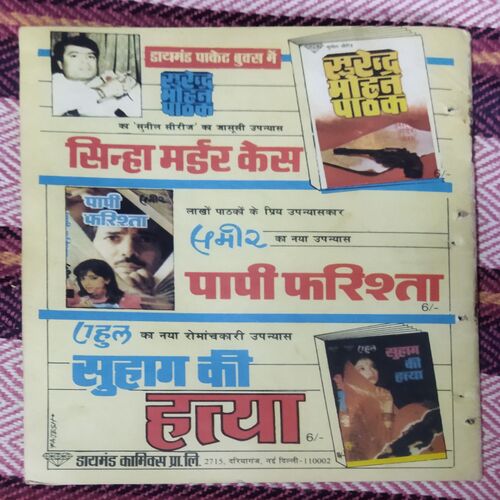 डायमंड पाकेट बुक्स में
सुरेन्द्र
मोहन
पाठक
का 'सुनील सीरीज' का जासूसी उपन्यास
सिन्हा मर्डर केस
सुरेन्द्र
मोहन
पाठक
6/-
पापी
फरिश्ता
समीर
लाखों पाठकों के प्रिय उपन्यासकार
समीर का नया उपन्यास
पापी फरिश्ता
6/-
राहुल का नया रोमांचकारी उपन्यास
सुहाग की
हत्या
6/-
राहुल सुहाग की
हत्या
डायमंड कामिक्स प्रा. लि. 2715, दरियागंज, नई दिल्ली-110002